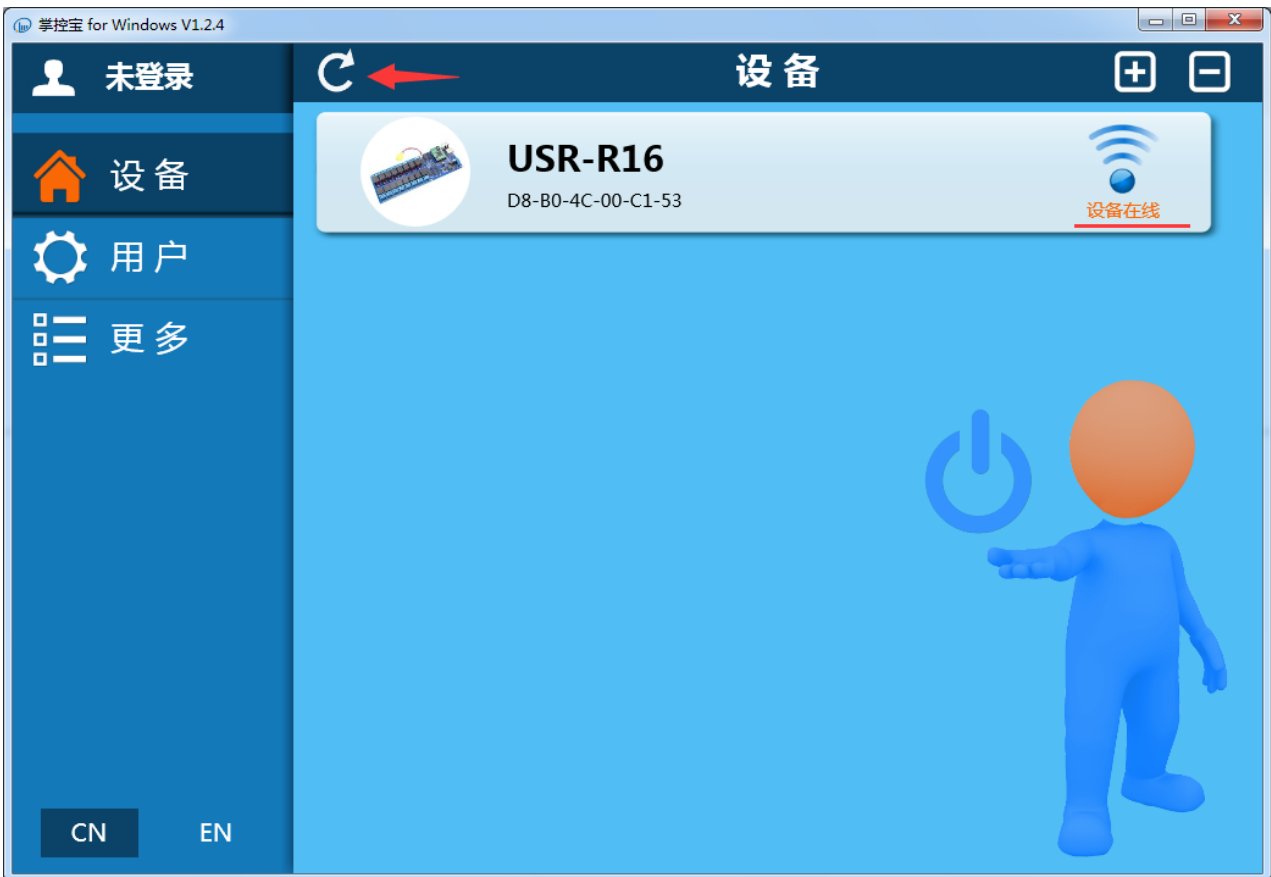 掌控宝 for Windows V1.2.4
未登录
设备
用户
更多
CN
EN
设备
USR-R16
D8-B0-4C-00-C1-53
设备在线